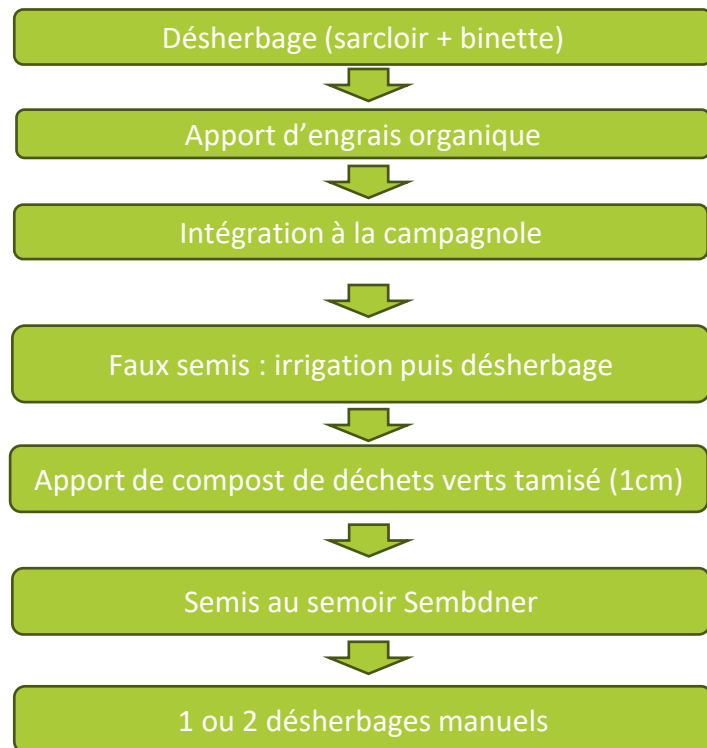 Désherbage (sarcloir + binette)
Apport d’engrais organique
Intégration à la campagnole
Faux semis : irrigation puis désherbage
Apport de compost de déchets verts tamisé (1cm)
Semis au semoir Sembdner
1 ou 2 désherbages manuels